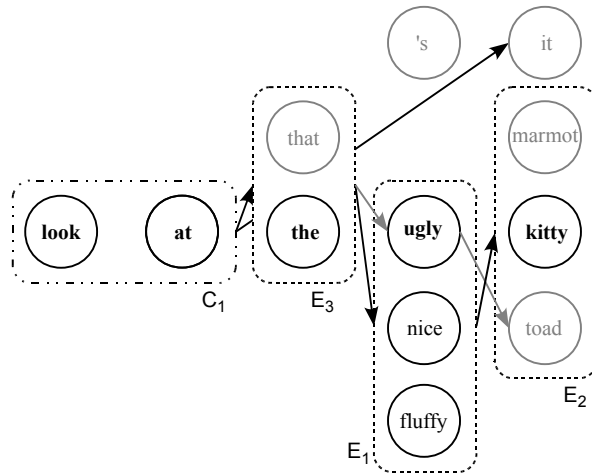 's it
that marmot
look at the ugly kitty
C1 E3 nice toad
fluffy E2
E1